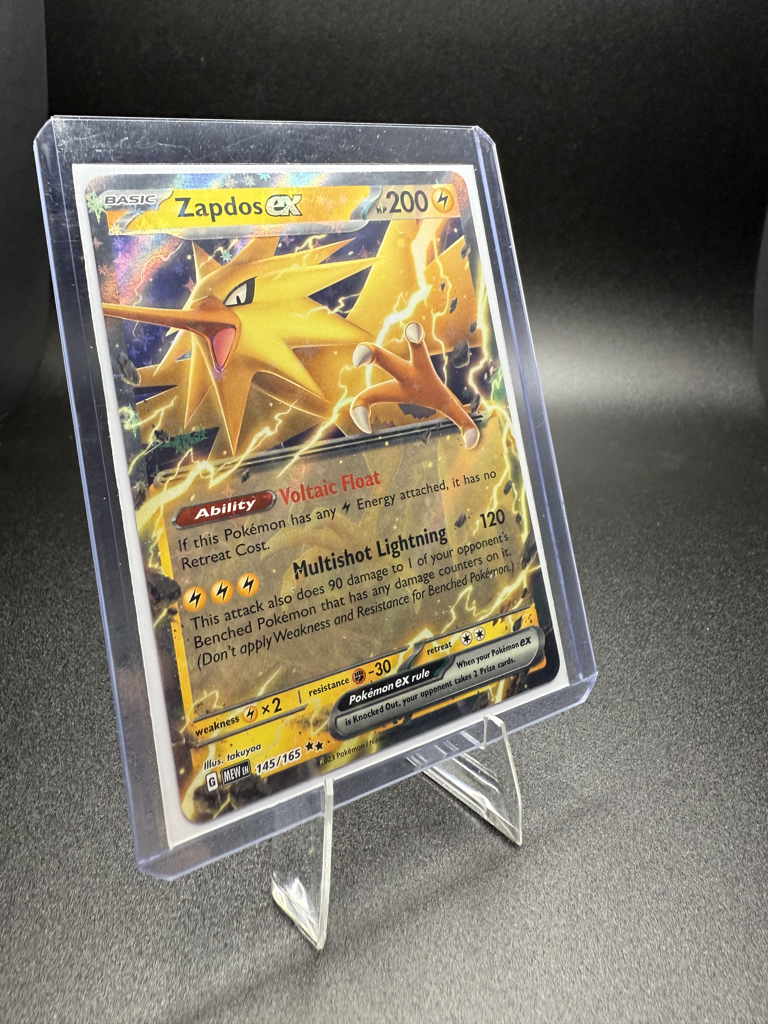 BASIC Zapdos ex HP 200
Ability Voltaic Float
If this Pokémon has any Energy attached, it has no
Retreat Cost.
Multishot Lightning 120
This attack also does 90 damage to 1 of your opponent's
Benched Pokémon that has any damage counters on it.
(Don't apply Weakness and Resistance for Benched Pokémon.)
weakness ×2 resistance -30 retreat
Pokémon ex rule When your Pokémon ex
is Knocked Out, your opponent takes 2 Prize cards.
Illus. takuyoa
G MEW EN 145/165 Pokémon